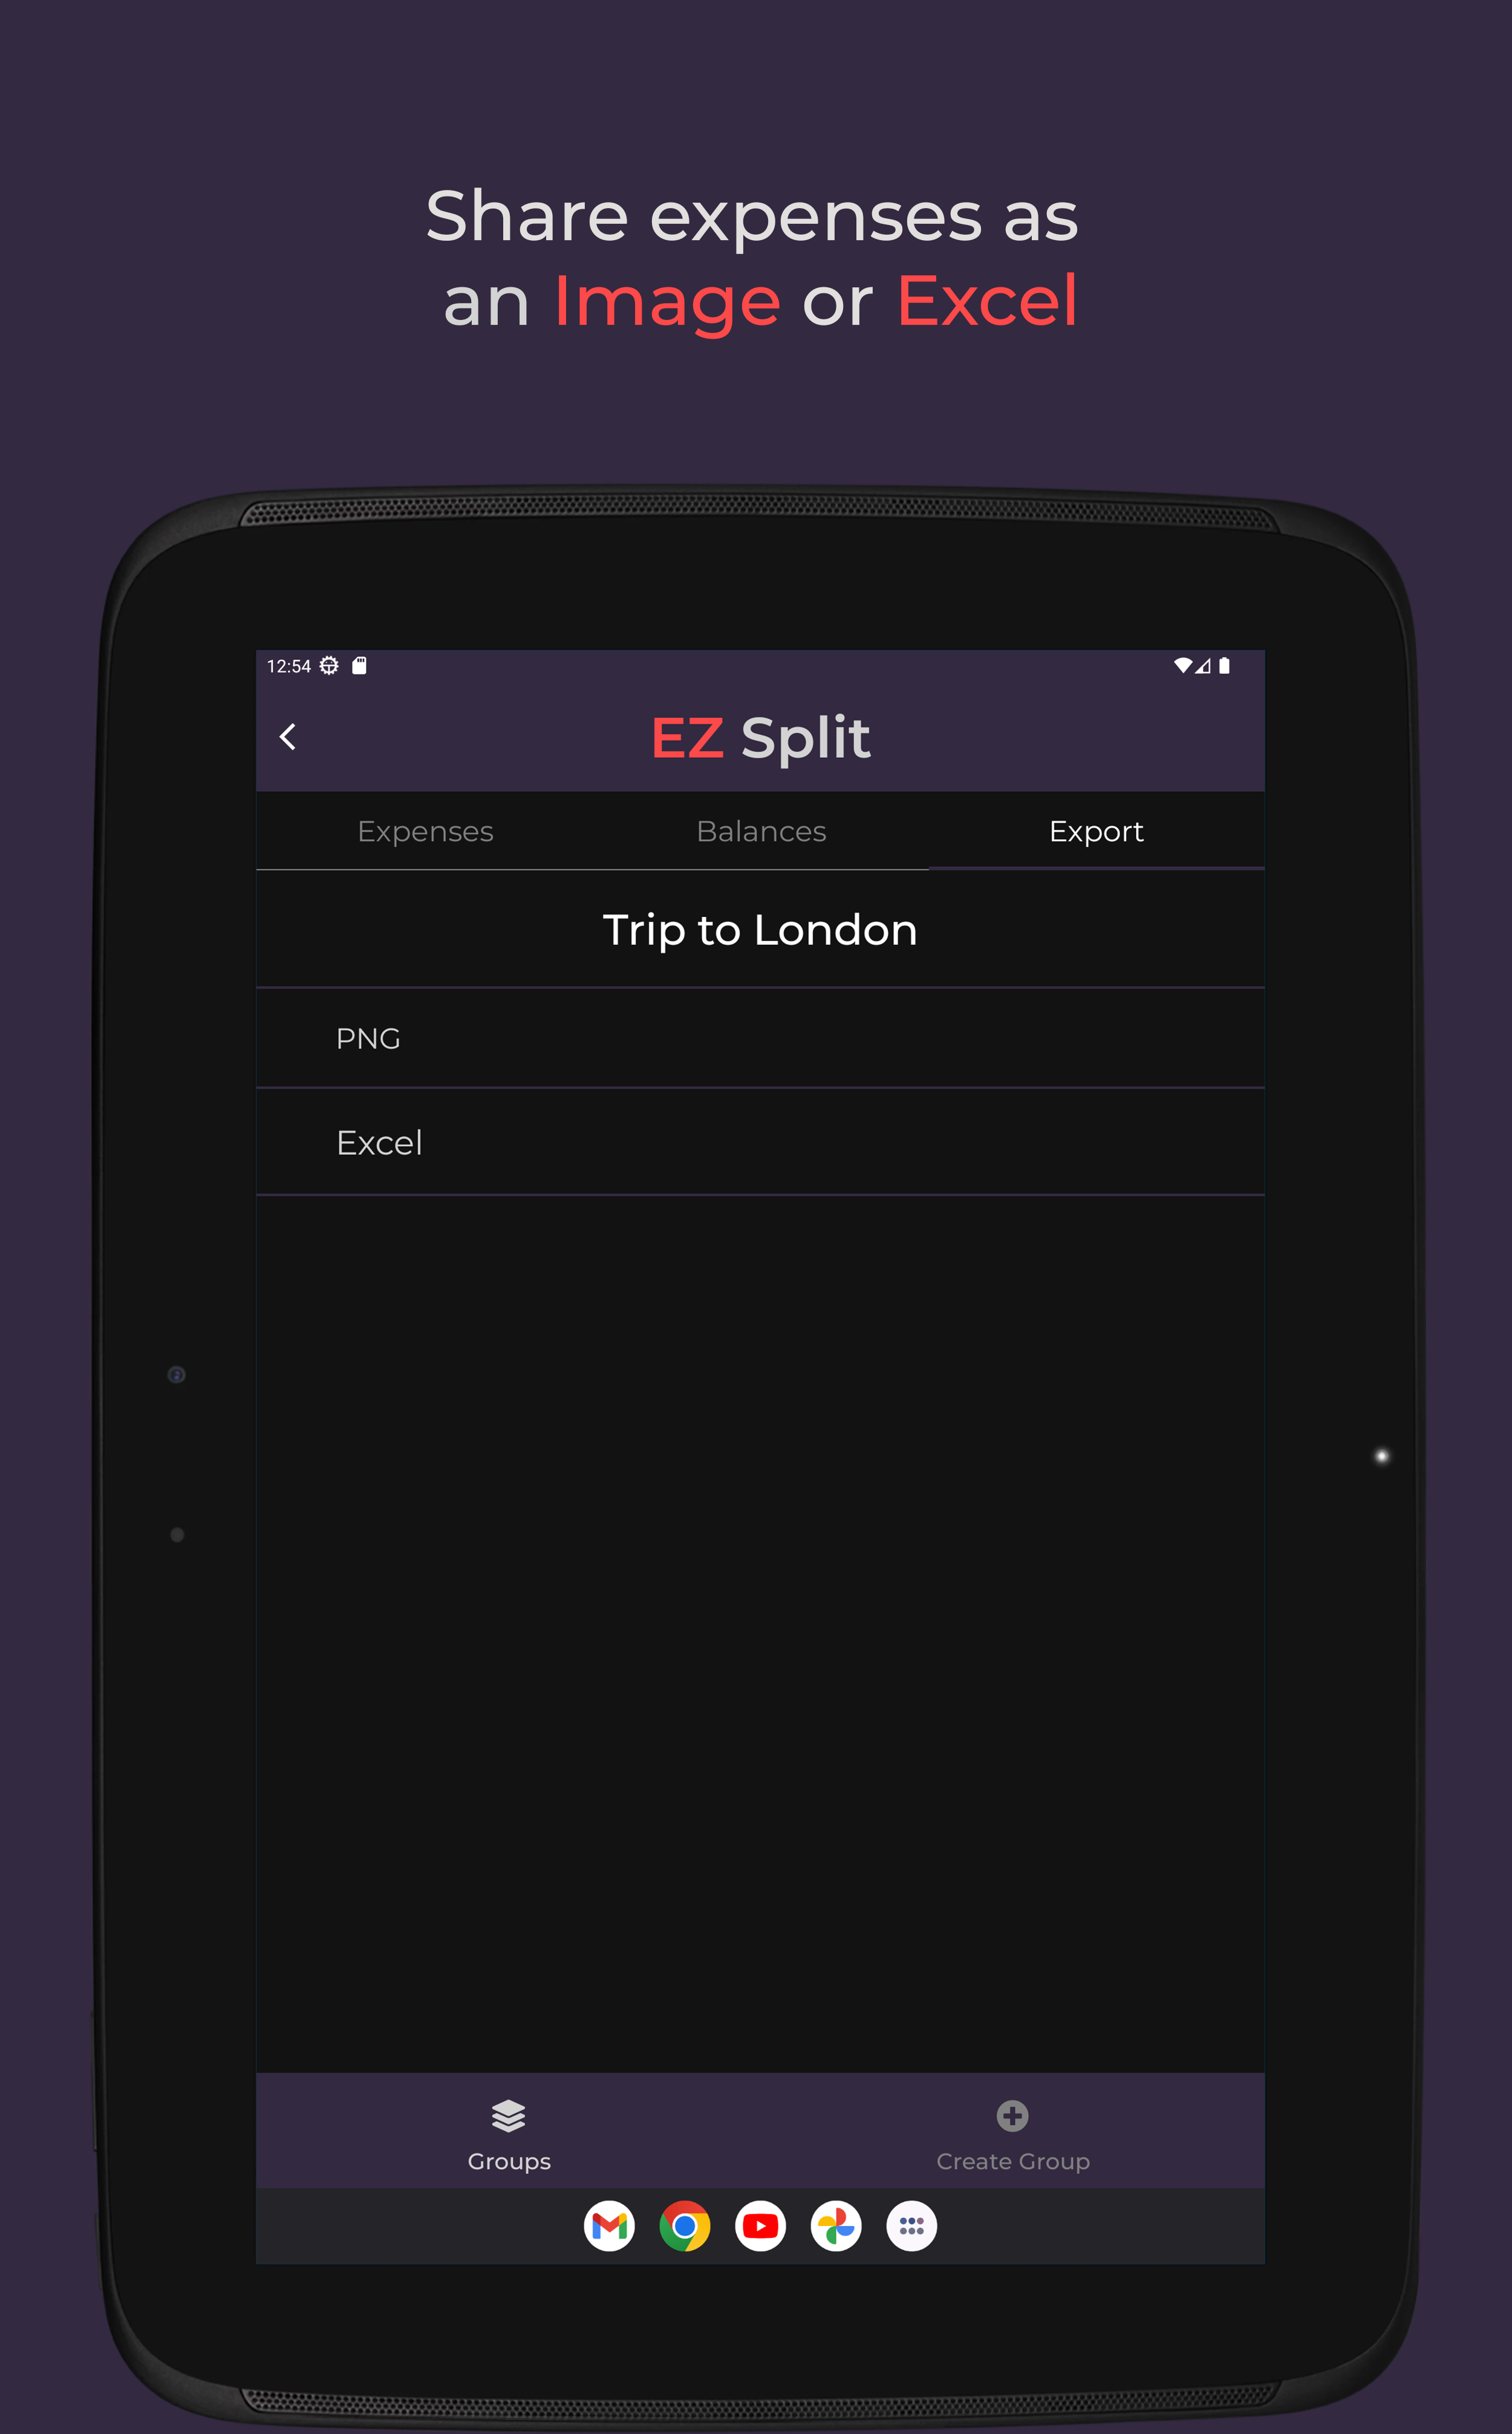 Share expenses as
an Image or Excel
12:54
EZ Split
Expenses Balances Export
Trip to London
PNG
Excel
Groups Create Group